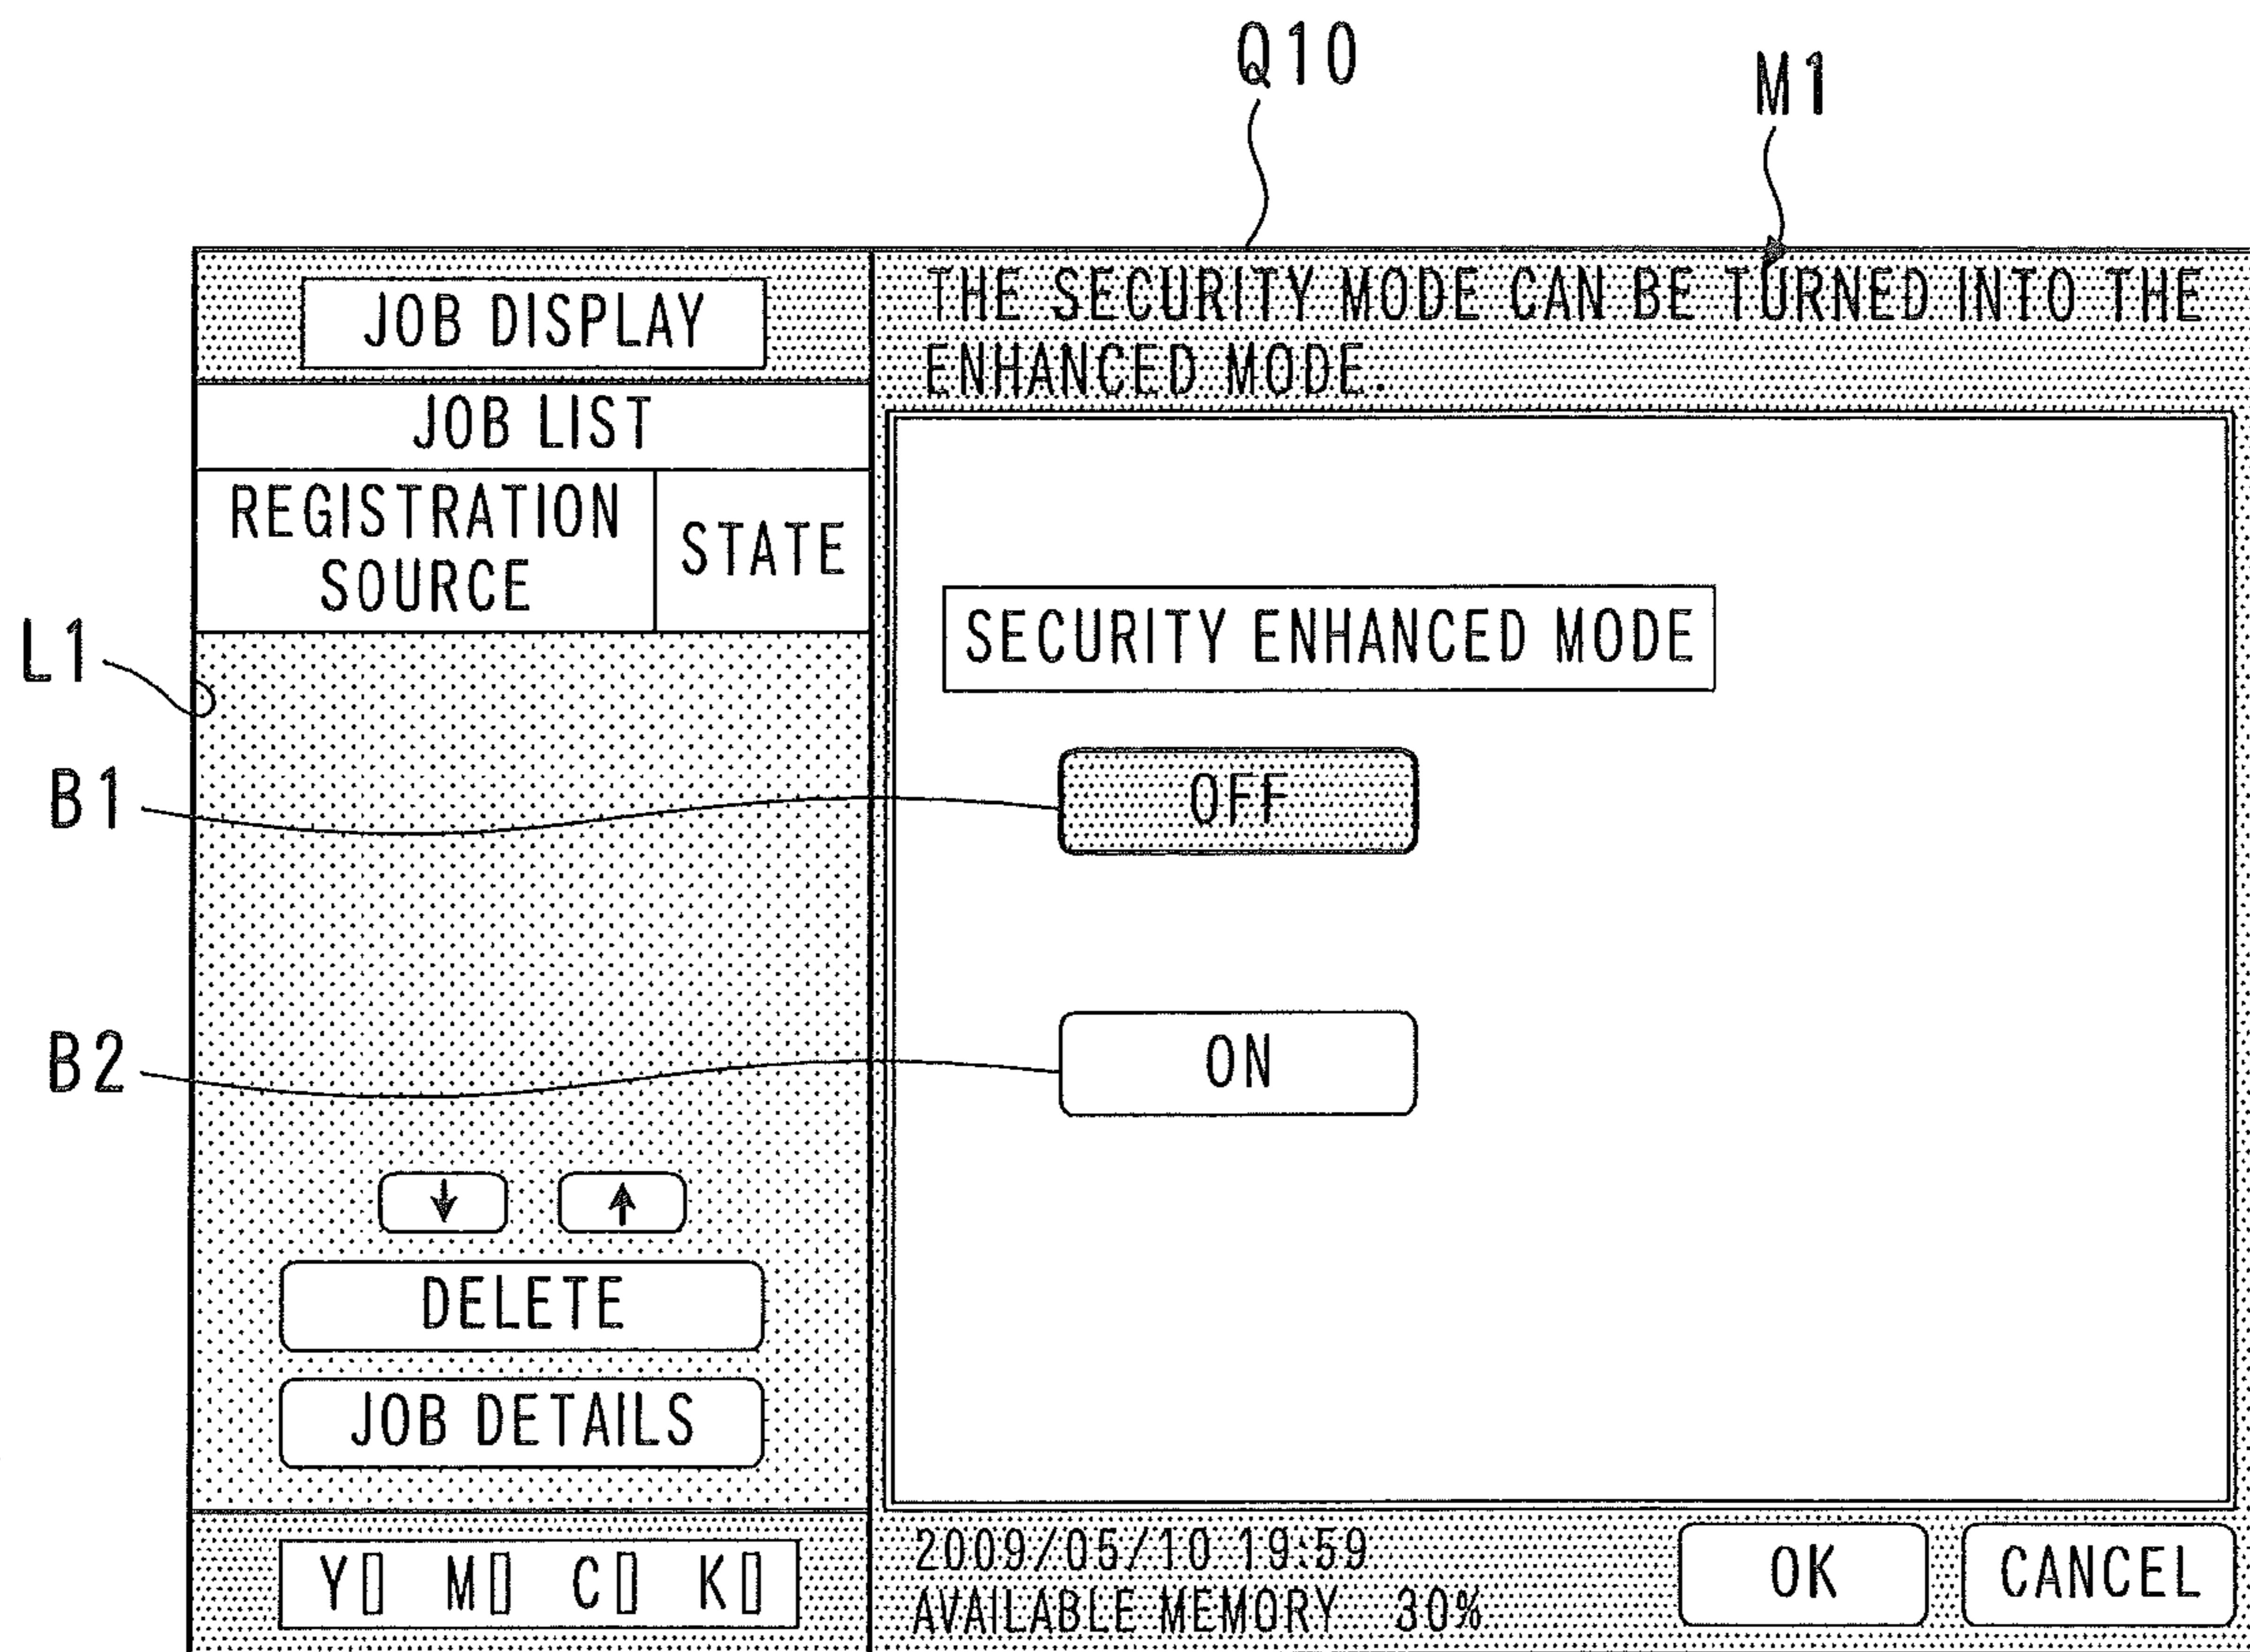 Q10
M1
JOB DISPLAY
JOB LIST
REGISTRATION
SOURCE
STATE
L1
B1
B2
↓ ↑
DELETE
JOB DETAILS
Y M C K
THE SECURITY MODE CAN BE TURNED INTO THE
ENHANCED MODE.
SECURITY ENHANCED MODE
OFF
ON
2009/05/10 19:59
AVAILABLE MEMORY 30%
OK
CANCEL